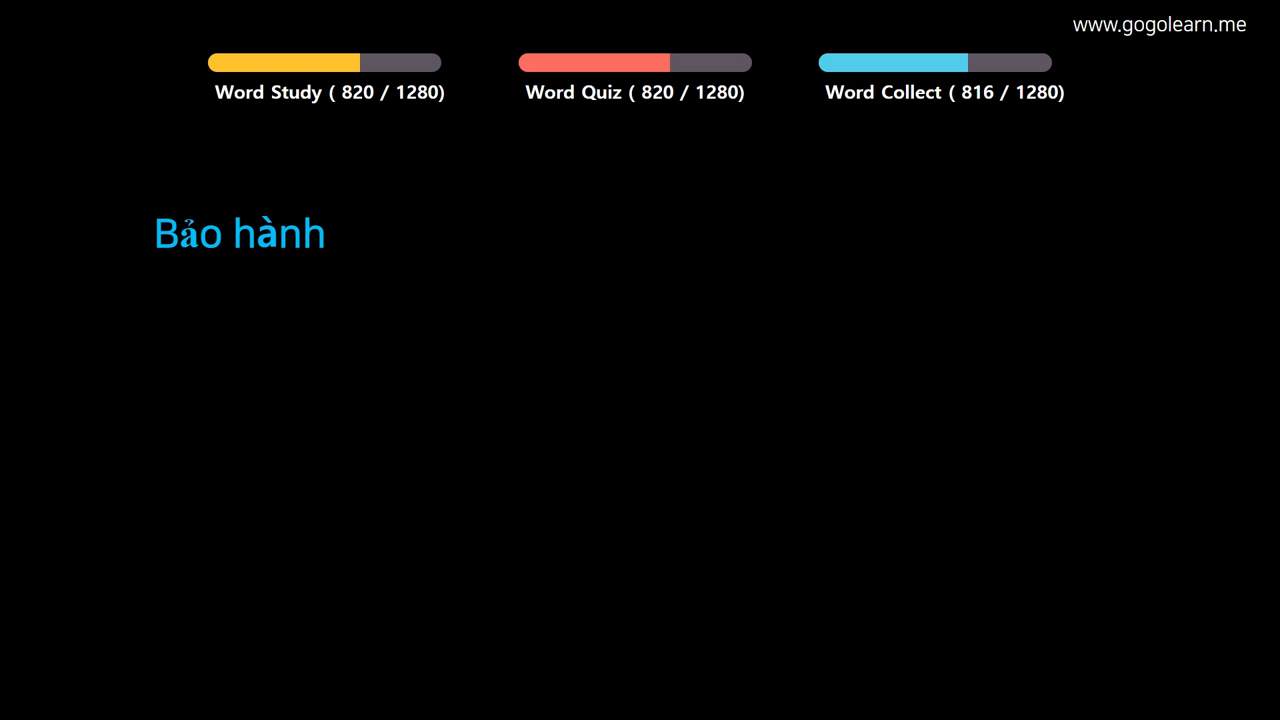 www.gogolearn.me
Word Study ( 820 / 1280)
Word Quiz ( 820 / 1280)
Word Collect ( 816 / 1280)
Bảo hành